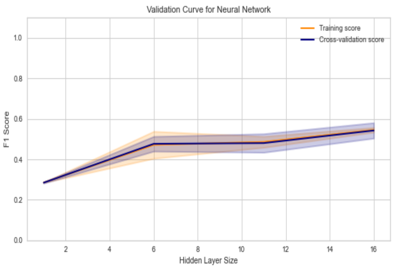 Validation Curve for Neural Network
Training score
Cross-validation score
1.0
0.8
0.6
0.4
0.2
0.0
F1 Score
2 4 6 8 10 12 14 16
Hidden Layer Size